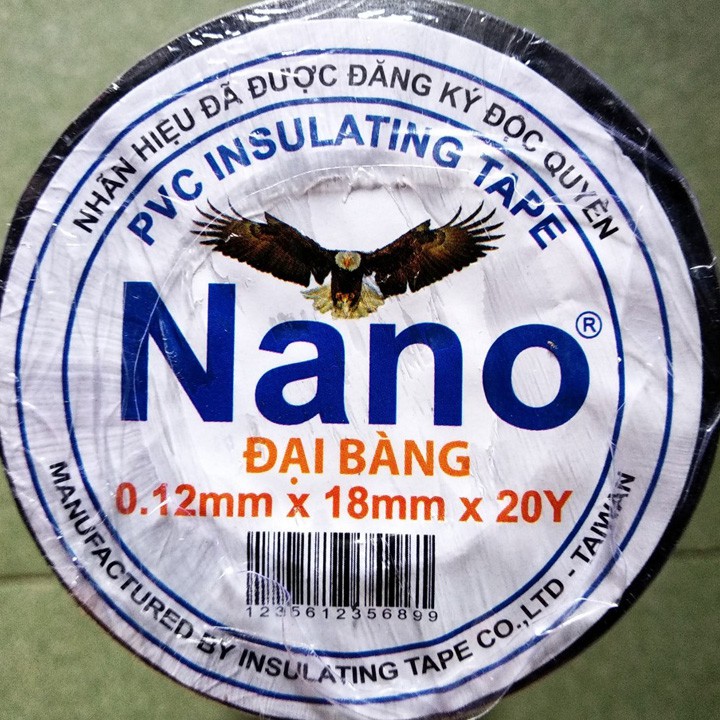 NHÃN HIỆU ĐÃ ĐƯỢC ĐĂNG KÝ ĐỘC QUYỀN
PVC INSULATING TAPE
Nano®
ĐẠI BÀNG
0.12mm x 18mm x 20Y
1235612356899
MANUFACTURED BY INSULATING TAPE CO.,LTD - TAIWAN